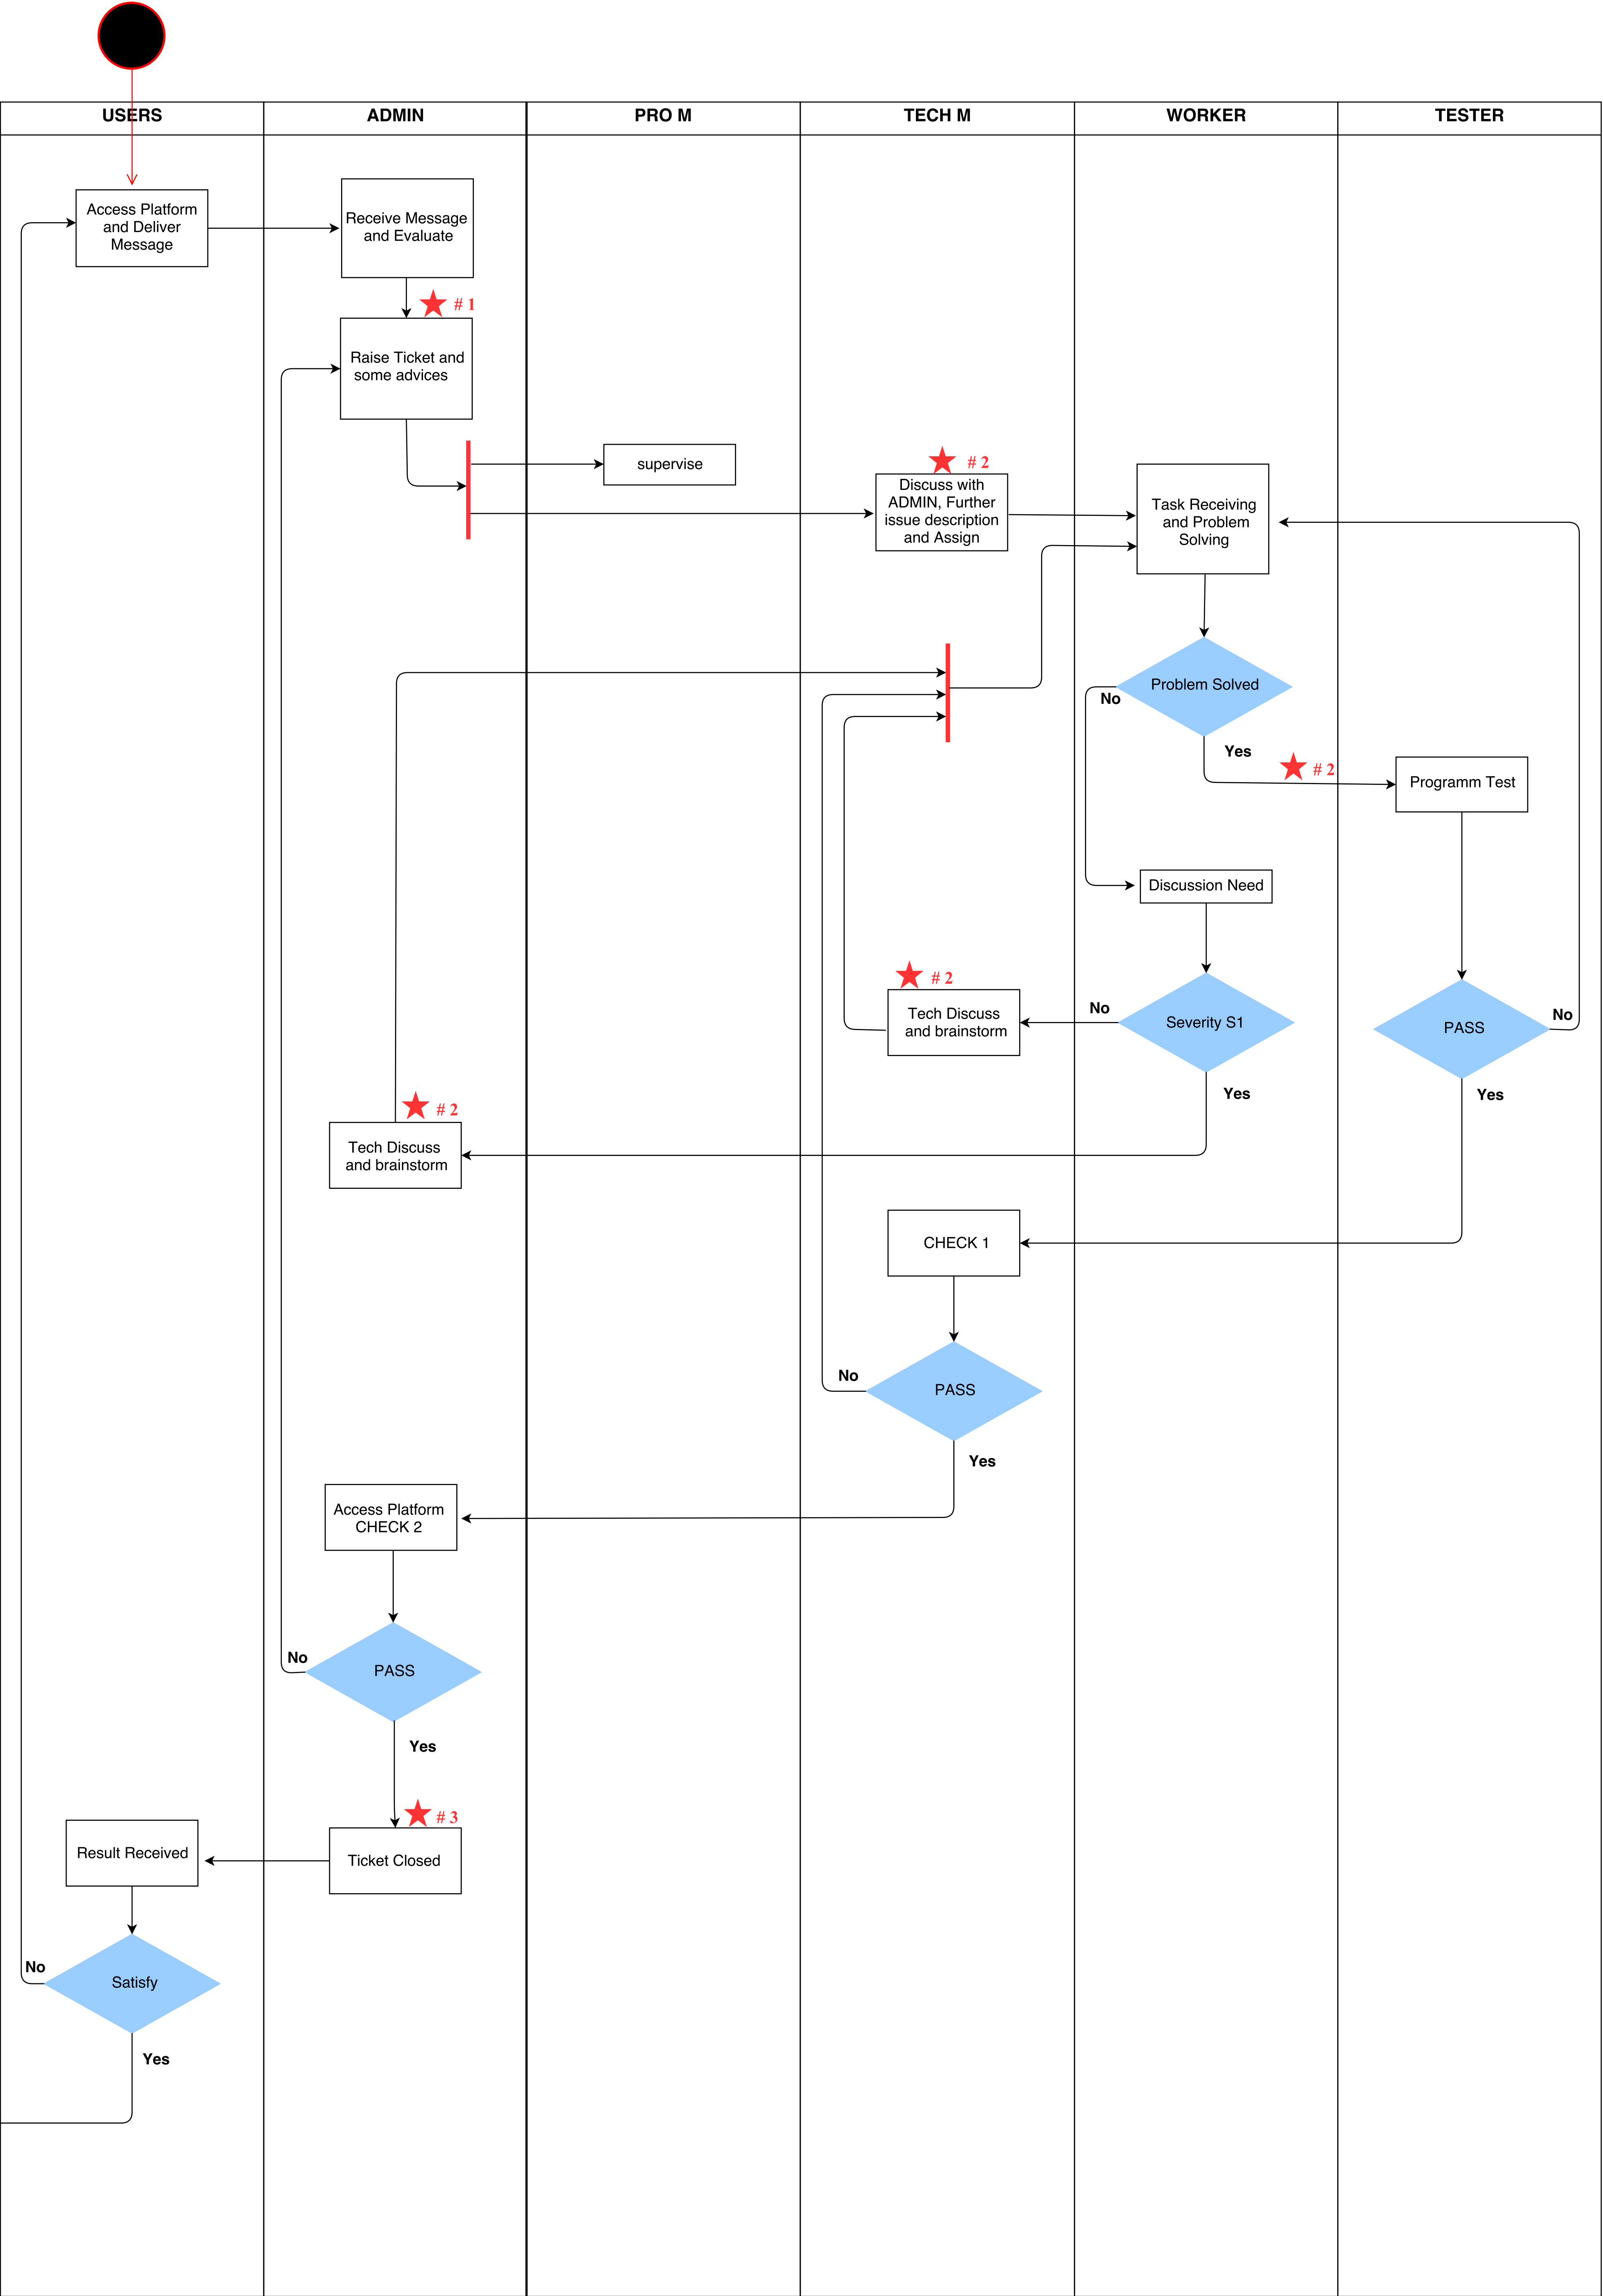 USERS
ADMIN
PRO M
TECH M
WORKER
TESTER
Access Platform
and Deliver
Message
Receive Message
and Evaluate
# 1
Raise Ticket and
some advices
supervise
# 2
Discuss with
ADMIN, Further
issue description
and Assign
Task Receiving
and Problem
Solving
Problem Solved
No
Yes
# 2
Programm Test
Discussion Need
# 2
Tech Discuss
and brainstorm
No
Severity S1
Yes
PASS
No
Yes
# 2
Tech Discuss
and brainstorm
CHECK 1
No
PASS
Yes
Access Platform
CHECK 2
No
PASS
Yes
# 3
Ticket Closed
Result Received
No
Satisfy
Yes